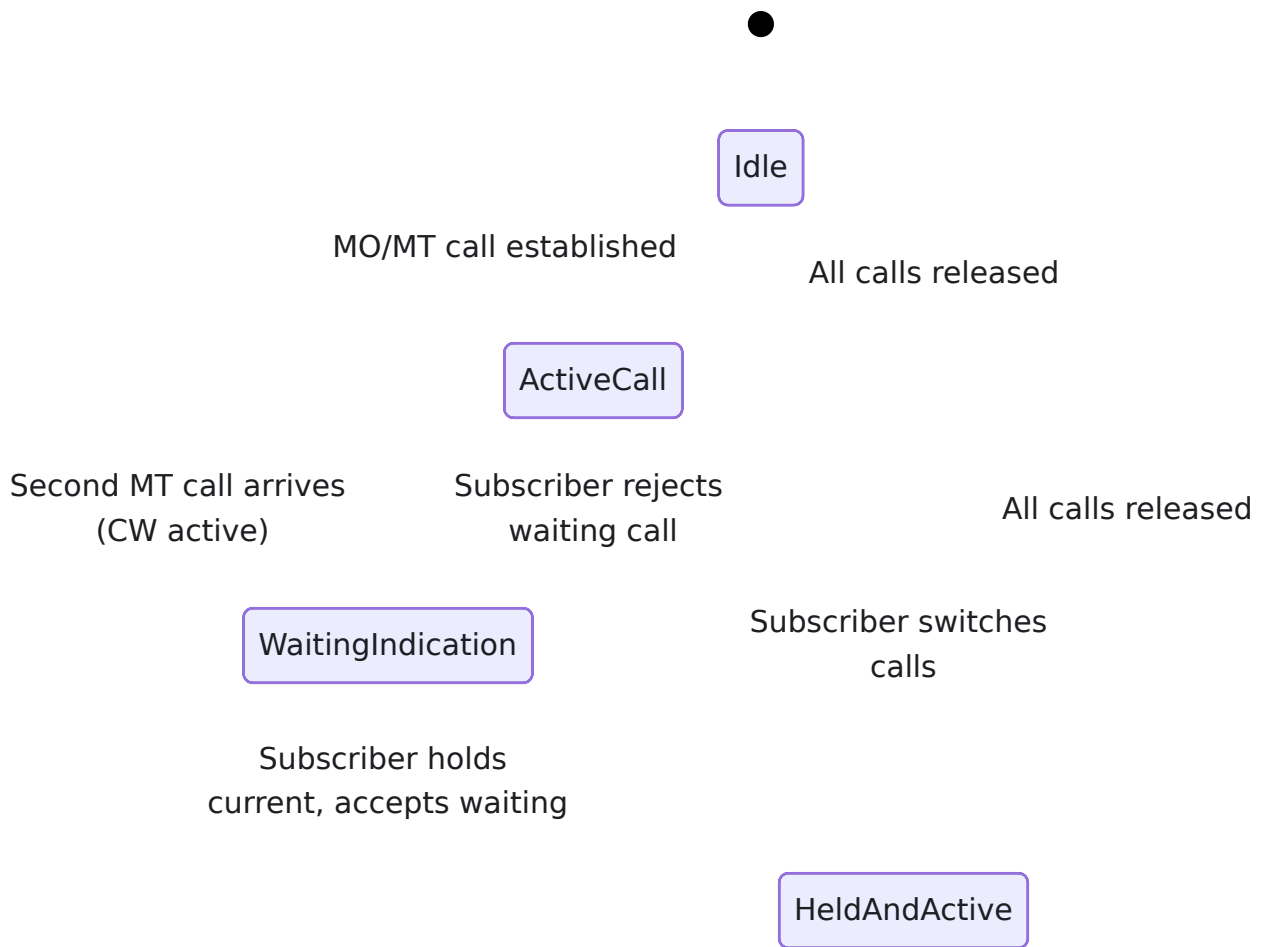 Idle
MO/MT call established
All calls released
ActiveCall
Second MT call arrives
(CW active)
Subscriber rejects
waiting call
All calls released
Subscriber switches
calls
WaitingIndication
Subscriber holds
current, accepts waiting
HeldAndActive